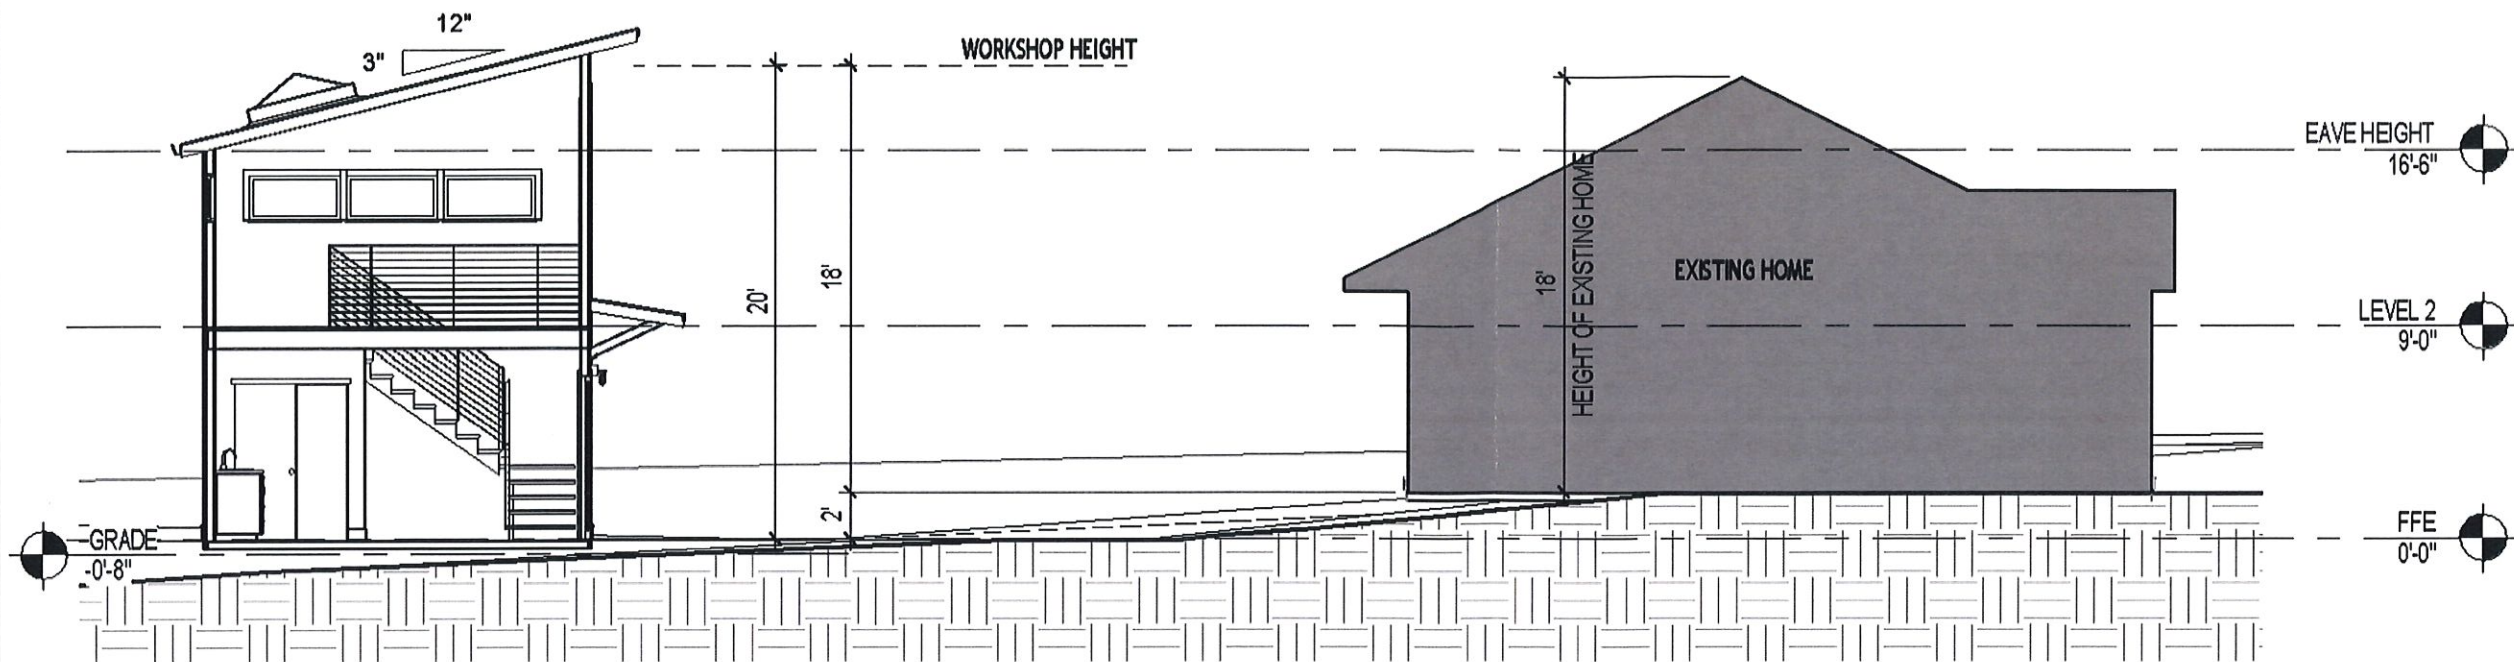 12"
3"
WORKSHOP HEIGHT
EAVE HEIGHT
16'-6"
20'
18'
18'
HEIGHT OF EXISTING HOME
EXISTING HOME
LEVEL 2
9'-0"
2'
GRADE
-0'-8"
FFE
0'-0"